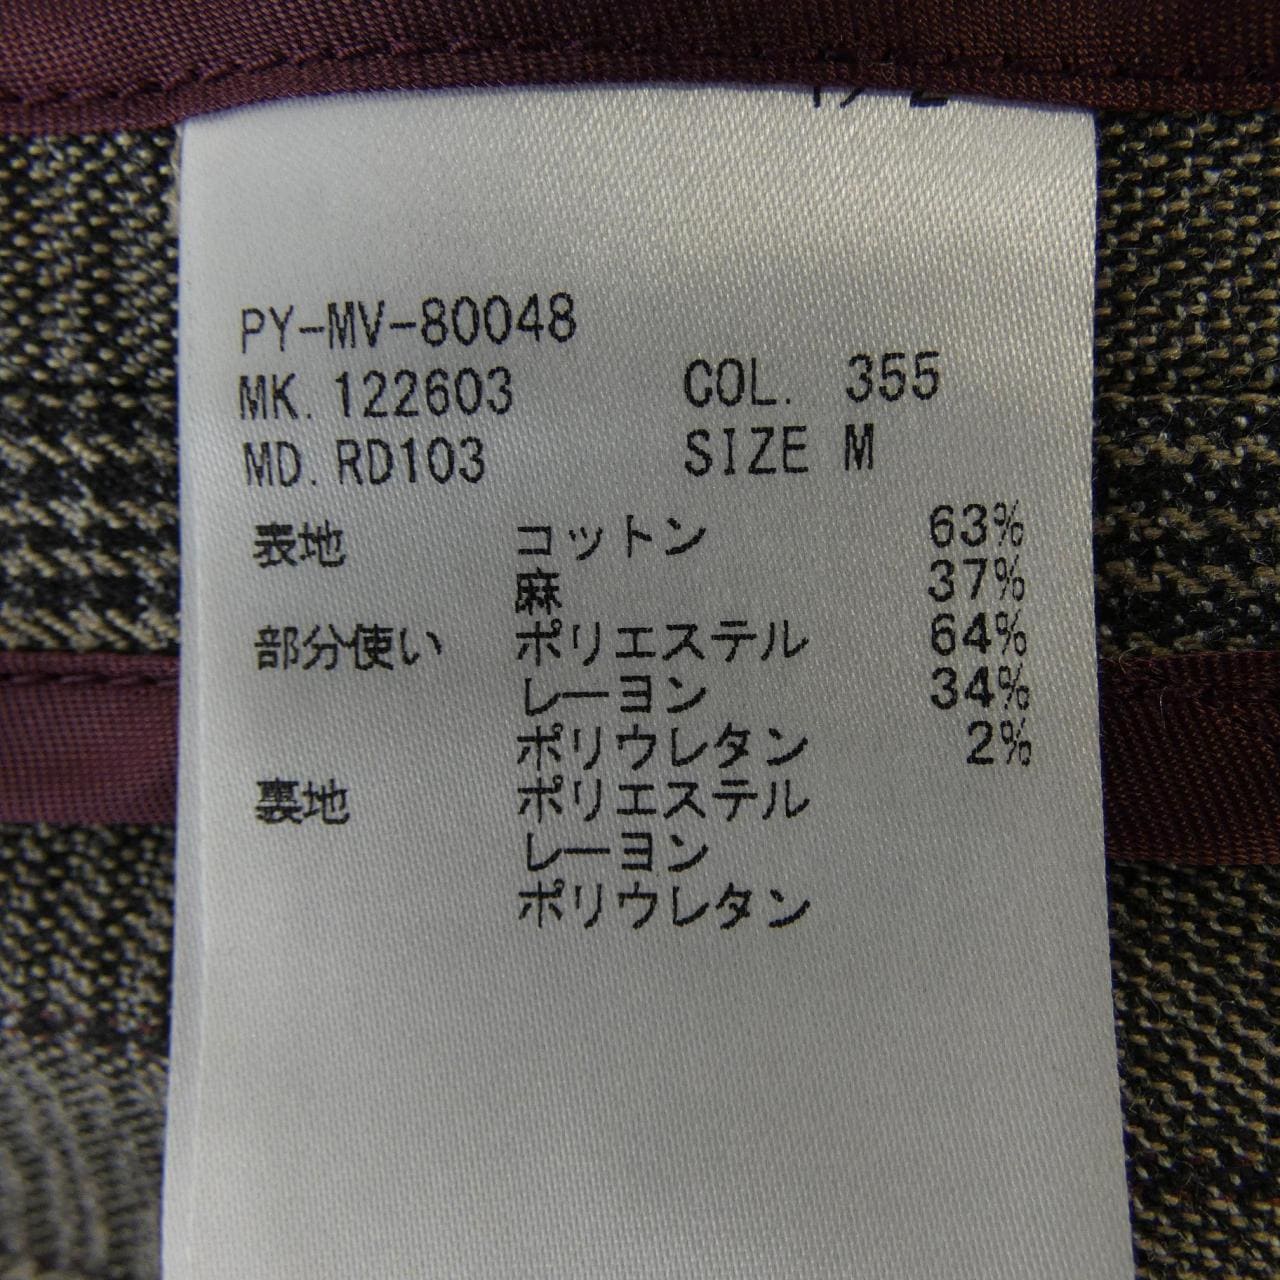 PY-MV-80048
MK.122603 COL. 355
MD.RD103 SIZE M
表地 コットン 63%
麻 37%
部分使い ポリエステル 64%
レーヨン 34%
ポリウレタン 2%
裏地 ポリエステル
レーヨン
ポリウレタン